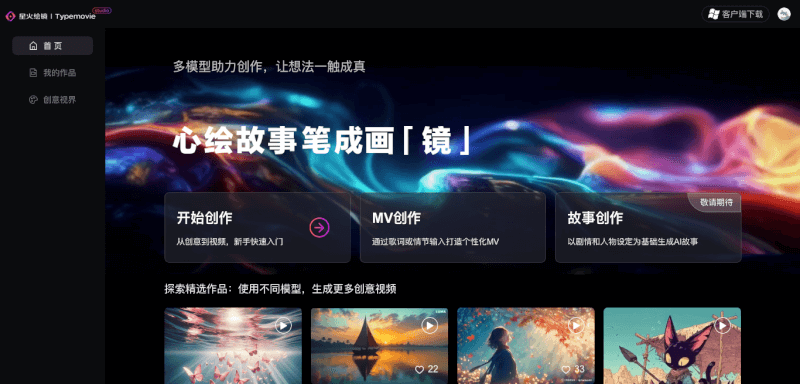 星火绘镜 | Typemovie
客户端下载
首页
我的作品
创意视界
多模型助力创作，让想法一触成真
心绘故事笔成画「镜」
开始创作
从创意到视频，新手快速入门
MV创作
通过歌词或情节输入打造个性化MV
敬请期待
故事创作
以剧情和人物设定为基础生成AI故事
探索精选作品：使用不同模型，生成更多创意视频
22
33